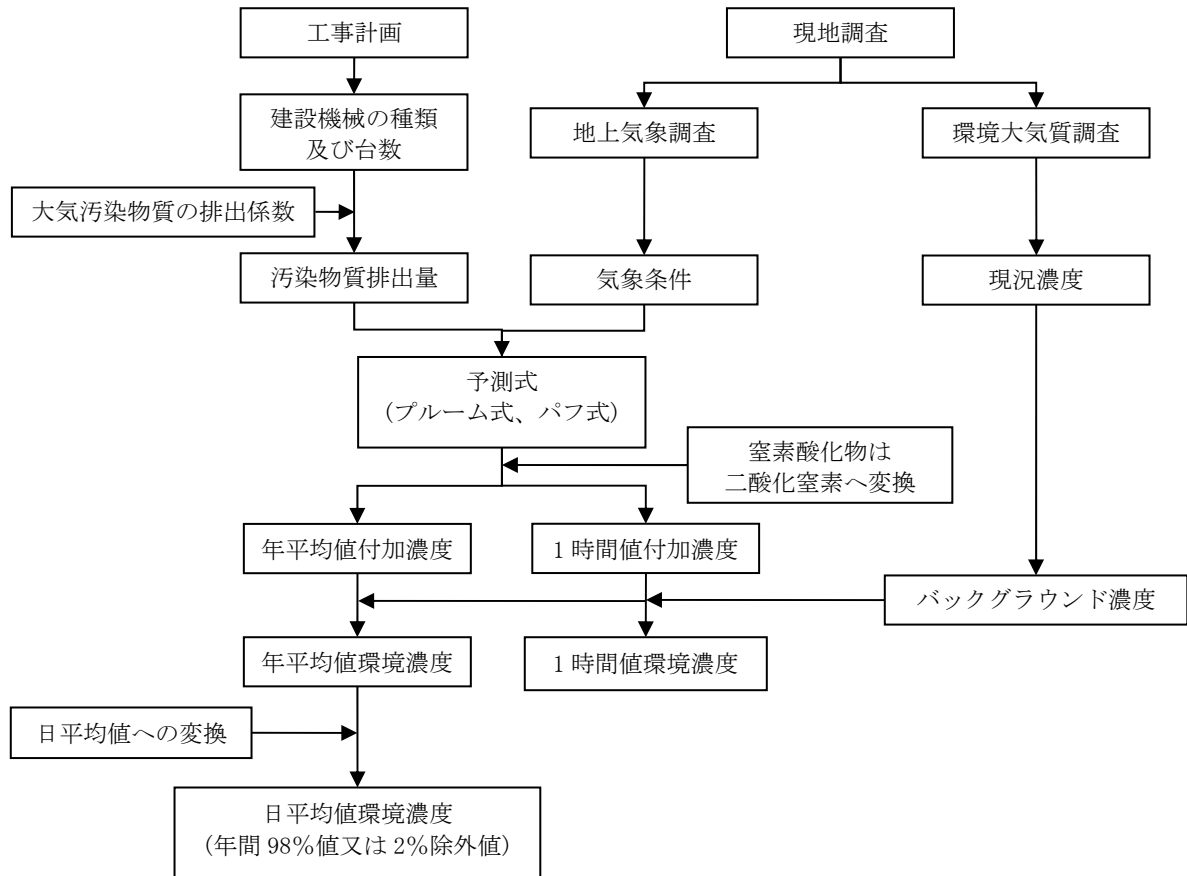 工事計画
現地調査
建設機械の種類
及び台数
地上気象調査
環境大気質調査
大気汚染物質の排出係数
汚染物質排出量
気象条件
現況濃度
予測式
(プルーム式、パフ式)
窒素酸化物は
二酸化窒素へ変換
年平均値付加濃度
1 時間値付加濃度
バックグラウンド濃度
年平均値環境濃度
1 時間値環境濃度
日平均値への変換
日平均値環境濃度
(年間 98%値又は 2%除外値)